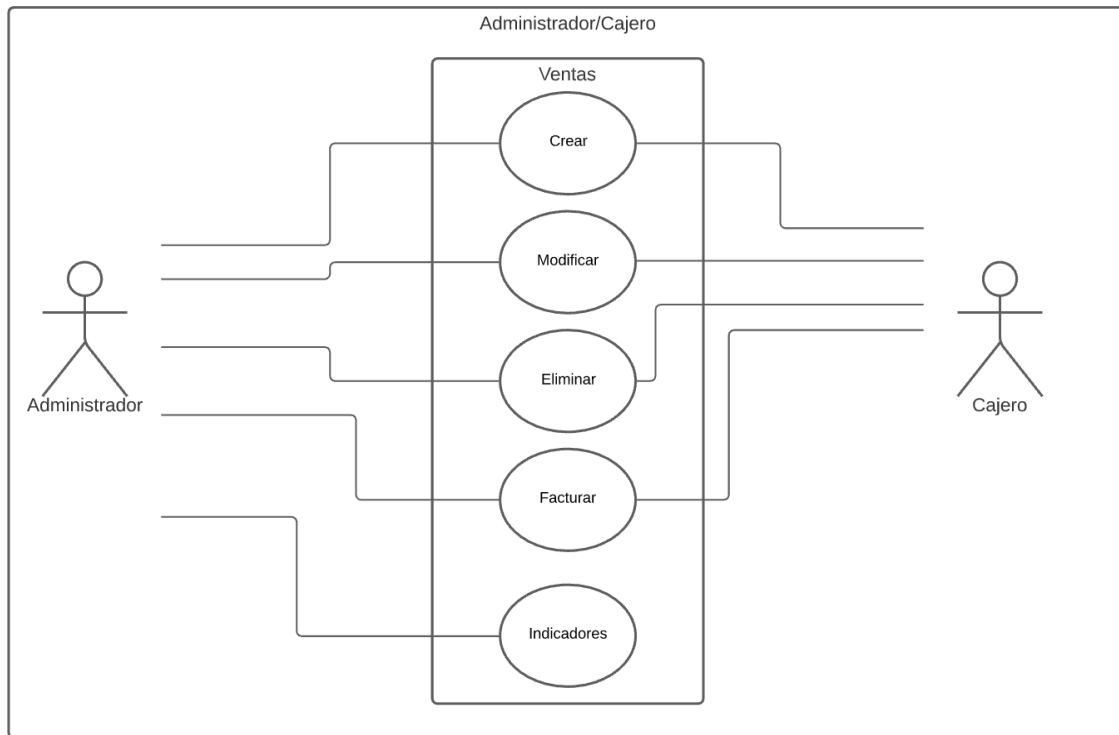 Administrador/Cajero
Ventas
Crear
Modificar
Eliminar
Administrador
Cajero
Facturar
Indicadores